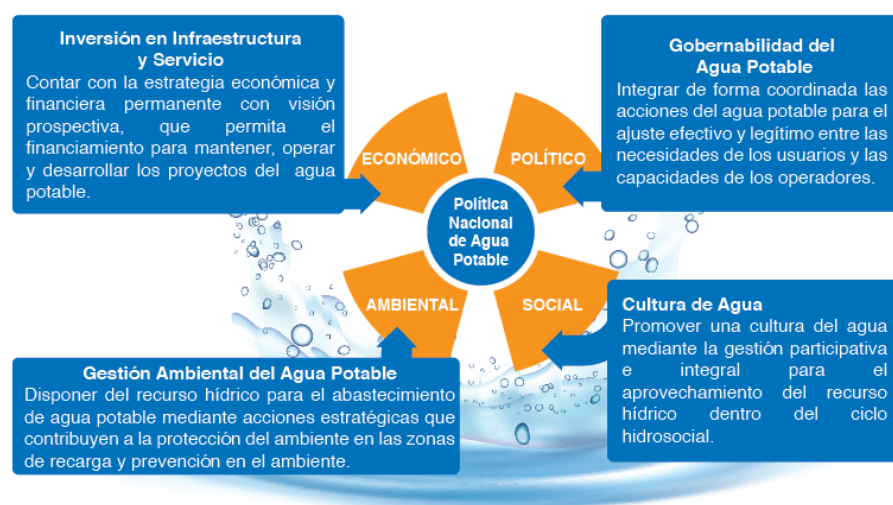 Inversión en Infraestructura
y Servicio
Contar con la estrategia económica y
financiera permanente con visión
prospectiva, que permita el
financiamiento para mantener, operar
y desarrollar los proyectos del agua
potable.
Gobernabilidad del
Agua Potable
Integrar de forma coordinada las
acciones del agua potable para el
ajuste efectivo y legítimo entre las
necesidades de los usuarios y las
capacidades de los operadores.
ECONÓMICO
POLÍTICO
Política
Nacional
de Agua
Potable
AMBIENTAL
SOCIAL
Gestión Ambiental del Agua Potable
Disponer del recurso hídrico para el abastecimiento
de agua potable mediante acciones estratégicas que
contribuyen a la protección del ambiente en las zonas
de recarga y prevención en el ambiente.
Cultura de Agua
Promover una cultura del agua
mediante la gestión participativa
e integral para el
aprovechamiento del recurso
hídrico dentro del ciclo
hidrosocial.